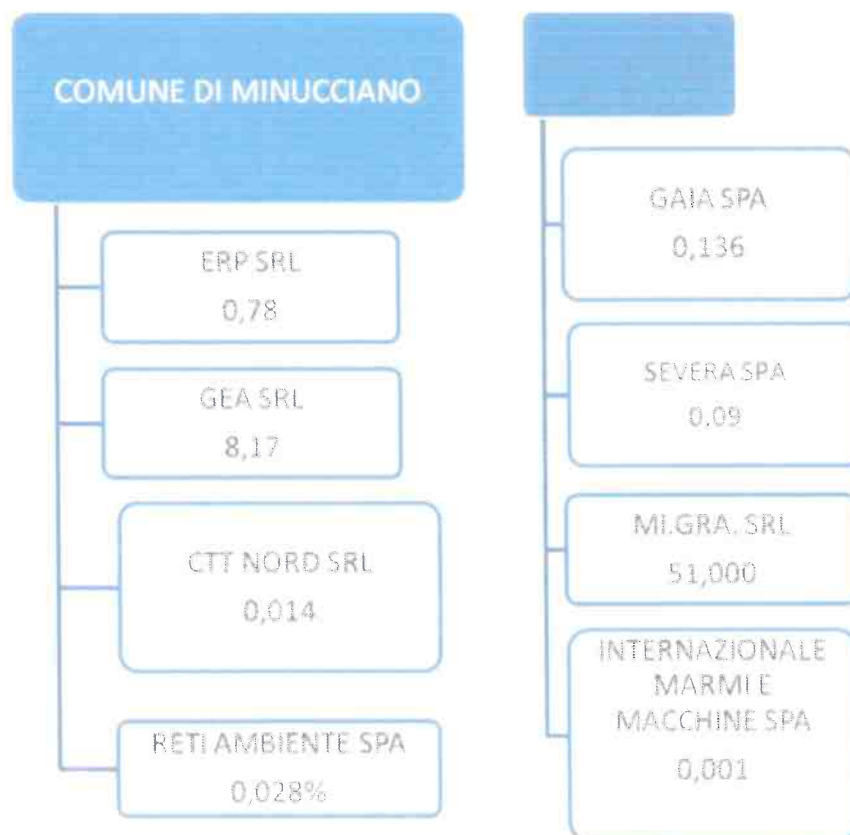 COMUNE DI MINUCCIANO
ERP SRL
0,78
GEA SRL
8,17
CTT NORD SRL
0,014
RETI AMBIENTE SPA
0,028%
GAIA SPA
0,136
SEVERA SPA
0,09
MI.GRA. SRL
51,000
INTERNAZIONALE
MARMI E
MACCHINE SPA
0,001